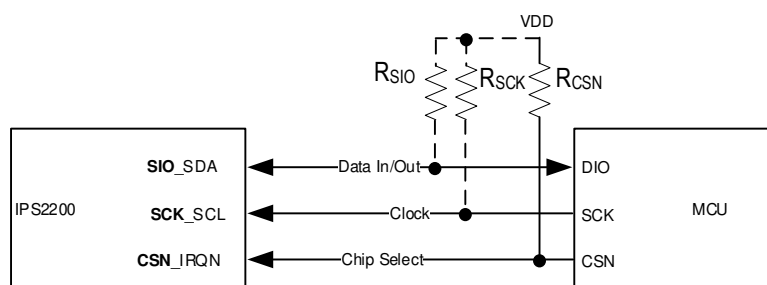 VDD
RSIO
RSCK
RCSN
SIO_SDA
Data In/Out
DIO
IPS2200
SCK_SCL
Clock
SCK
MCU
CSN_IRQN
Chip Select
CSN